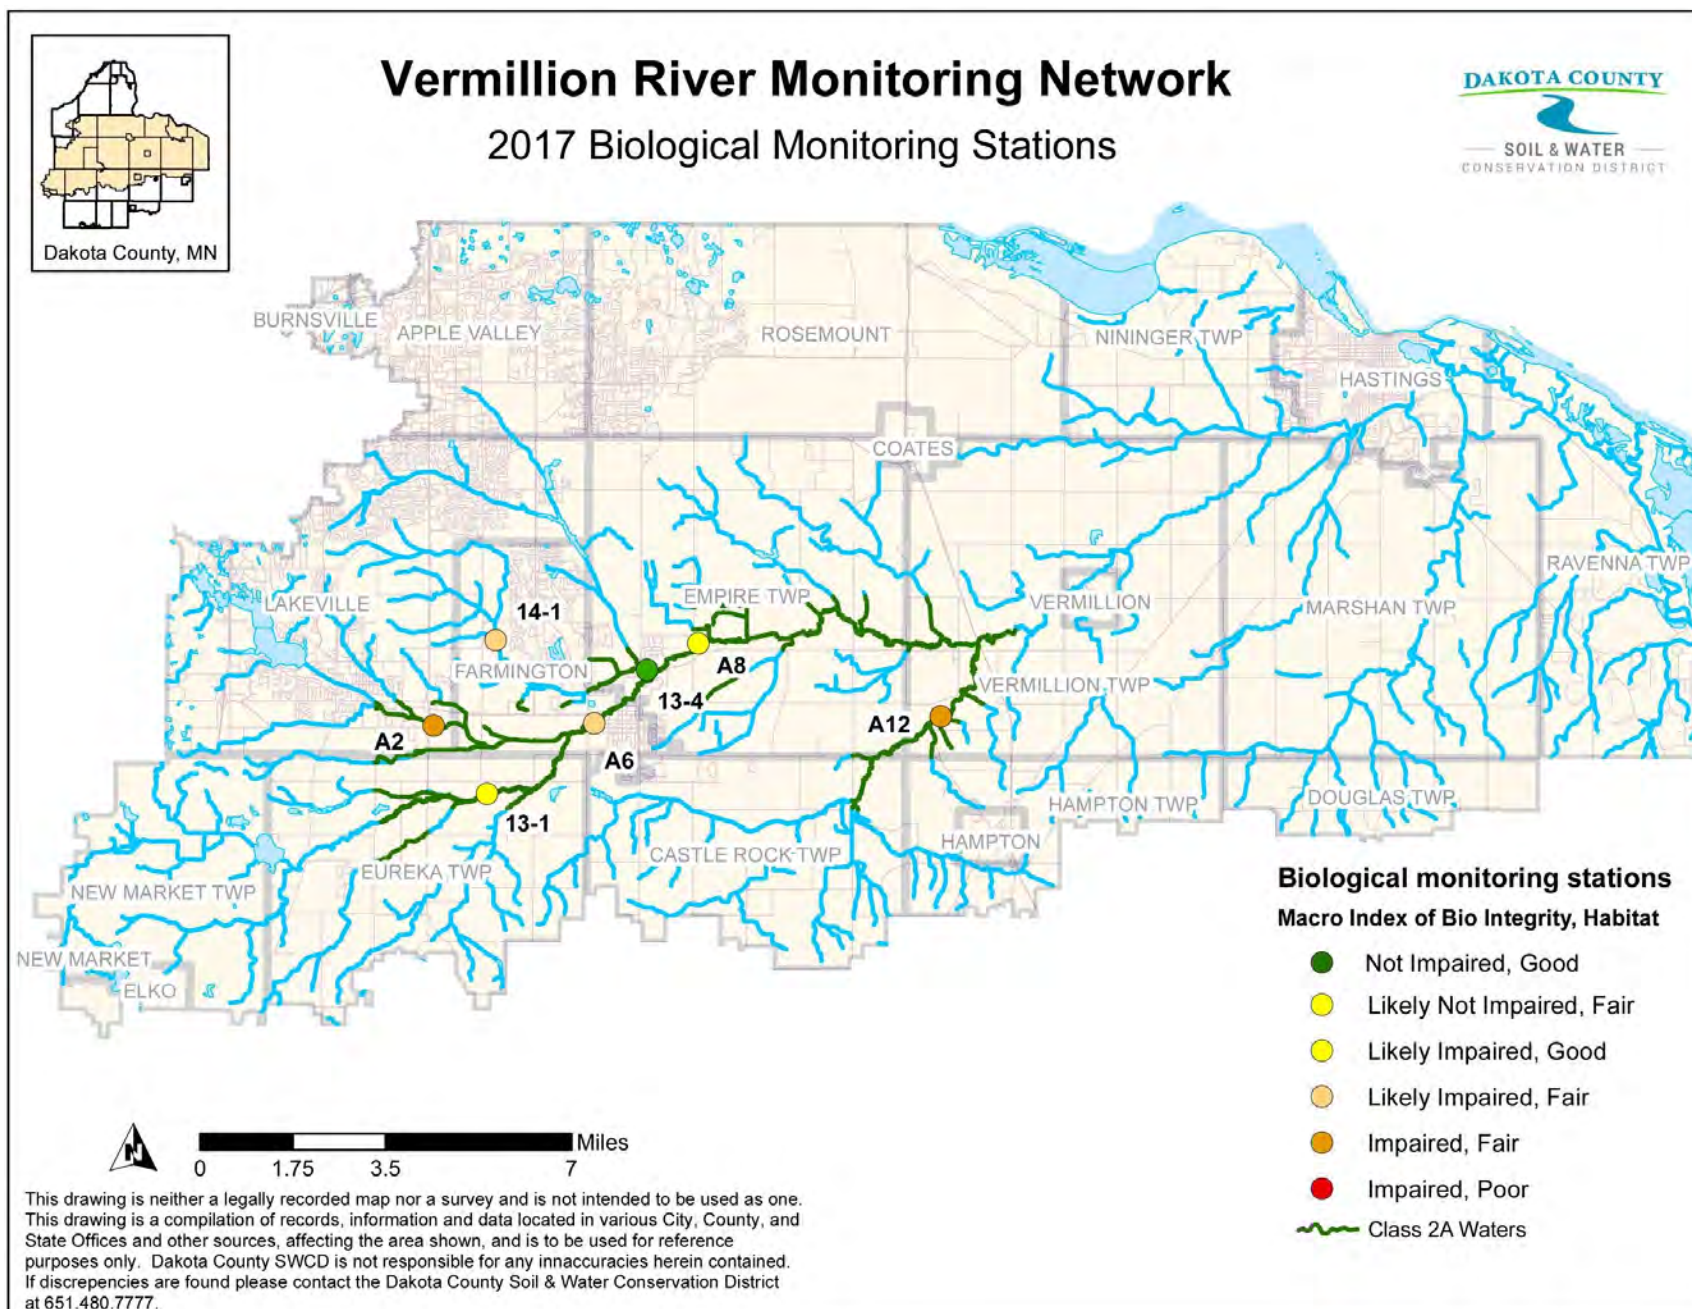 Vermillion River Monitoring Network
2017 Biological Monitoring Stations
Dakota County, MN
DAKOTA COUNTY
SOIL & WATER
CONSERVATION DISTRICT
BURNSVILLE
APPLE VALLEY
ROSEMOUNT
NININGER TWP
HASTINGS
COATES
RAVENNA TWP
LAKEVILLE
14-1
EMPIRE TWP
VERMILLION
MARSHAN TWP
FARMINGTON
A8
13-4
VERMILLION TWP
A2
A6
A12
13-1
HAMPTON TWP
DOUGLAS TWP
EUREKA TWP
CASTLE ROCK TWP
HAMPTON
NEW MARKET TWP
NEW MARKET
ELKO
Biological monitoring stations
Macro Index of Bio Integrity, Habitat
Not Impaired, Good
Likely Not Impaired, Fair
Likely Impaired, Good
Likely Impaired, Fair
Impaired, Fair
Impaired, Poor
Class 2A Waters
N
Miles
0 1.75 3.5 7
This drawing is neither a legally recorded map nor a survey and is not intended to be used as one.
This drawing is a compilation of records, information and data located in various City, County, and
State Offices and other sources, affecting the area shown, and is to be used for reference
purposes only. Dakota County SWCD is not responsible for any innaccuracies herein contained.
If discrepencies are found please contact the Dakota County Soil & Water Conservation District
at 651.480.7777.